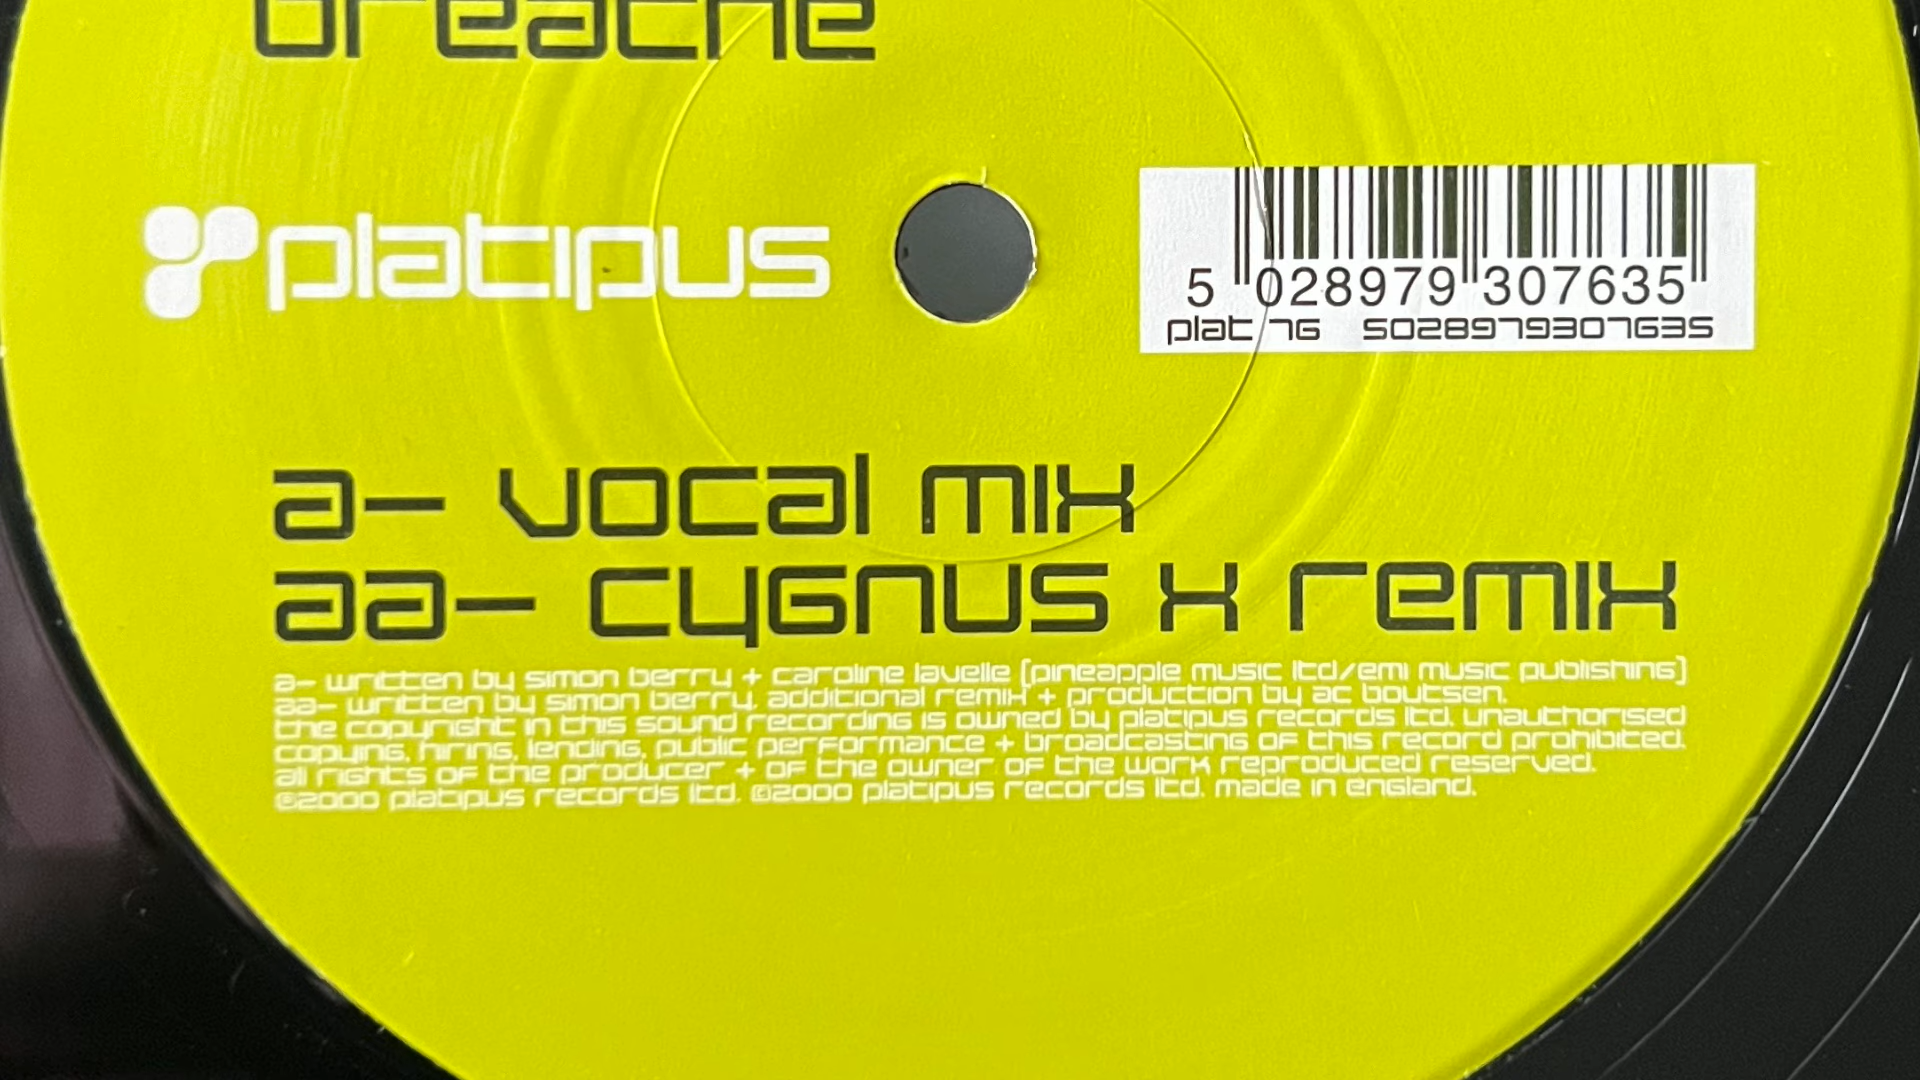 breathe
platipus
5 028979 307635
plat 76 5028979307635
a- vocal mix
aa- cygnus x remix
a- written by simon berry + caroline lavelle (pineapple music ltd/emi music publishing)
aa- written by simon berry, additional remix + production by ac boutsen.
the copyright in this sound recording is owned by platipus records ltd. unauthorised
copying, hiring, lending, public performance + broadcasting of this record prohibited.
all rights of the producer + of the owner of the work reproduced reserved.
℗2000 platipus records ltd. ©2000 platipus records ltd. made in england.